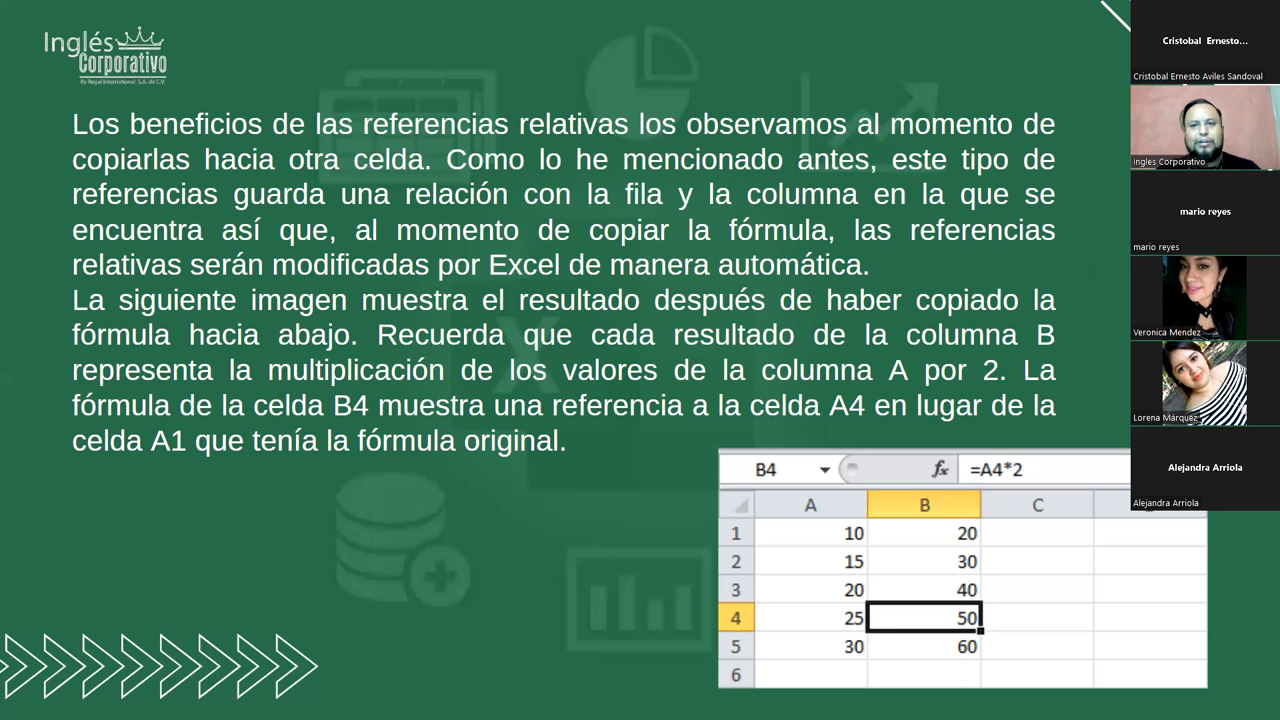 Inglés
Corporativo
By Regal International S.A. de C.V.
Los beneficios de las referencias relativas los observamos al momento de
copiarlas hacia otra celda. Como lo he mencionado antes, este tipo de
referencias guarda una relación con la fila y la columna en la que se
encuentra así que, al momento de copiar la fórmula, las referencias
relativas serán modificadas por Excel de manera automática.
La siguiente imagen muestra el resultado después de haber copiado la
fórmula hacia abajo. Recuerda que cada resultado de la columna B
representa la multiplicación de los valores de la columna A por 2. La
fórmula de la celda B4 muestra una referencia a la celda A4 en lugar de la
celda A1 que tenía la fórmula original.
B4 fx =A4*2
A B C
1 10 20
2 15 30
3 20 40
4 25 50
5 30 60
6
Cristobal Ernesto...
Cristobal Ernesto Aviles Sandoval
Ingles Corporativo
mario reyes
mario reyes
Veronica Mendez
Lorena Márquez
Alejandra Arriola
Alejandra Arriola